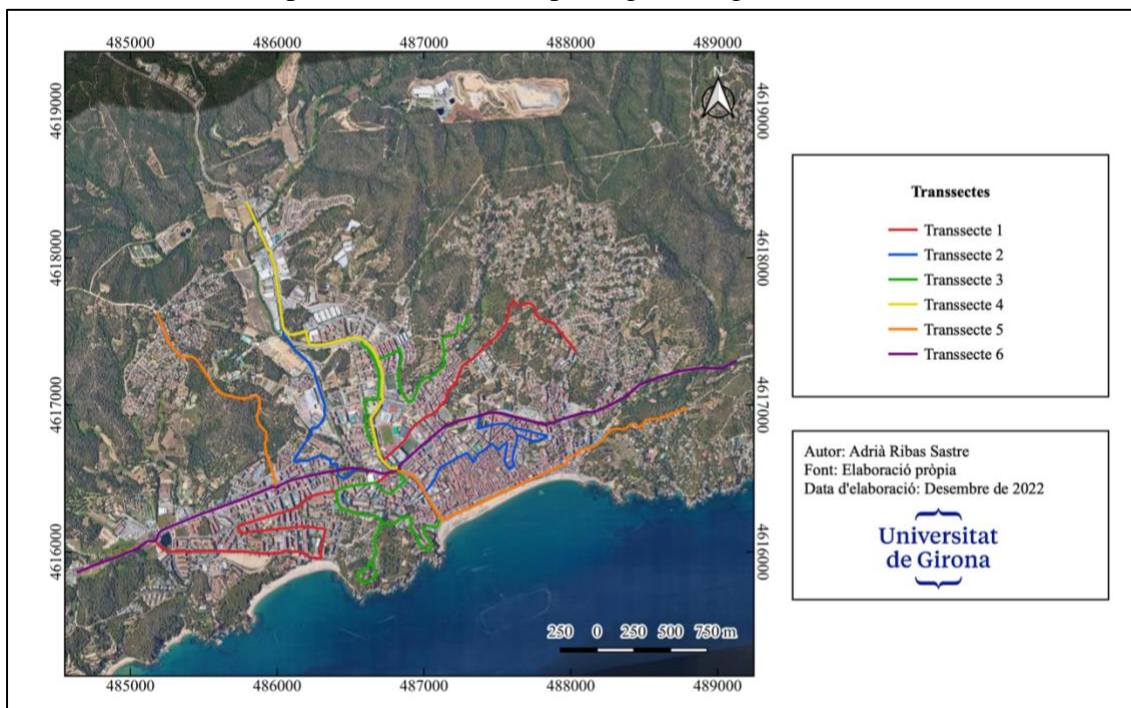 485000 486000 487000 488000 489000
N
4619000 4619000
4618000 4618000
4617000 4617000
4616000 4616000
250 0 250 500 750 m
485000 486000 487000 488000 489000
Transsectes
Transsecte 1
Transsecte 2
Transsecte 3
Transsecte 4
Transsecte 5
Transsecte 6
Autor: Adrià Ribas Sastre
Font: Elaboració pròpia
Data d'elaboració: Desembre de 2022
Universitat
de Girona